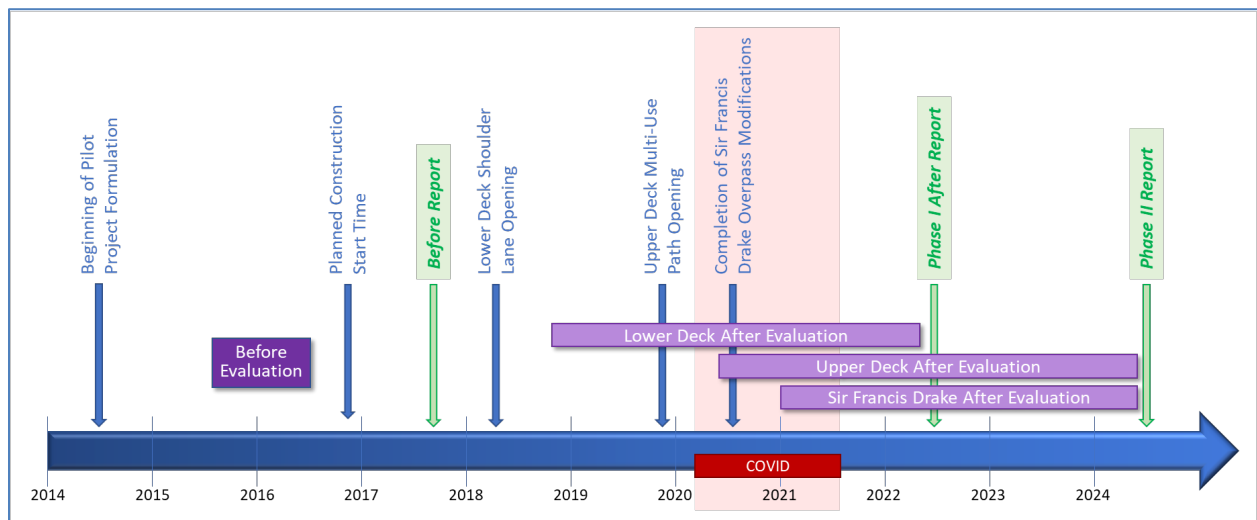 Beginning of Pilot
Project Formulation
Planned Construction
Start Time
Before Report
Lower Deck Shoulder
Lane Opening
Upper Deck Multi-Use
Path Opening
Completion of Sir Francis
Drake Overpass Modifications
Phase I After Report
Phase II Report
Before
Evaluation
Lower Deck After Evaluation
Upper Deck After Evaluation
Sir Francis Drake After Evaluation
COVID
2014
2015
2016
2017
2018
2019
2020
2021
2022
2023
2024